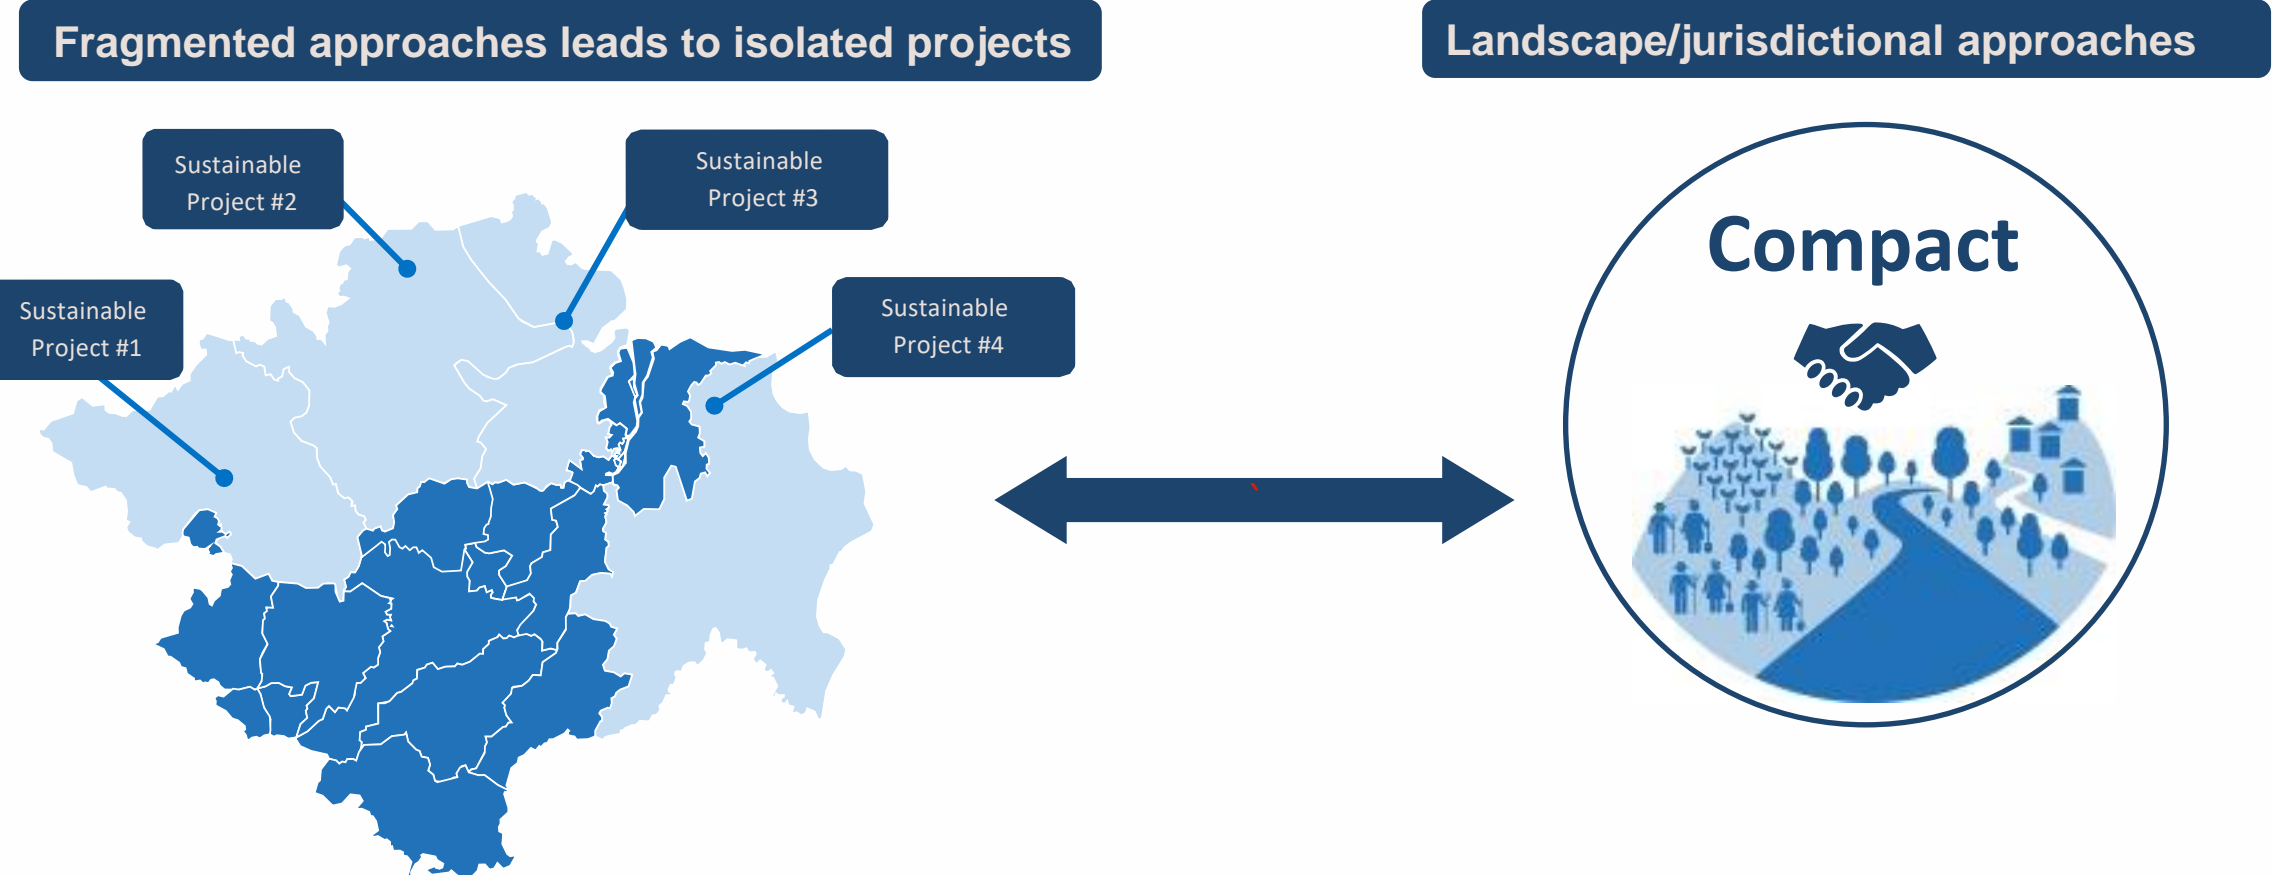 Fragmented approaches leads to isolated projects
Landscape/jurisdictional approaches
Sustainable
Project #2
Sustainable
Project #3
Sustainable
Project #1
Sustainable
Project #4
Compact